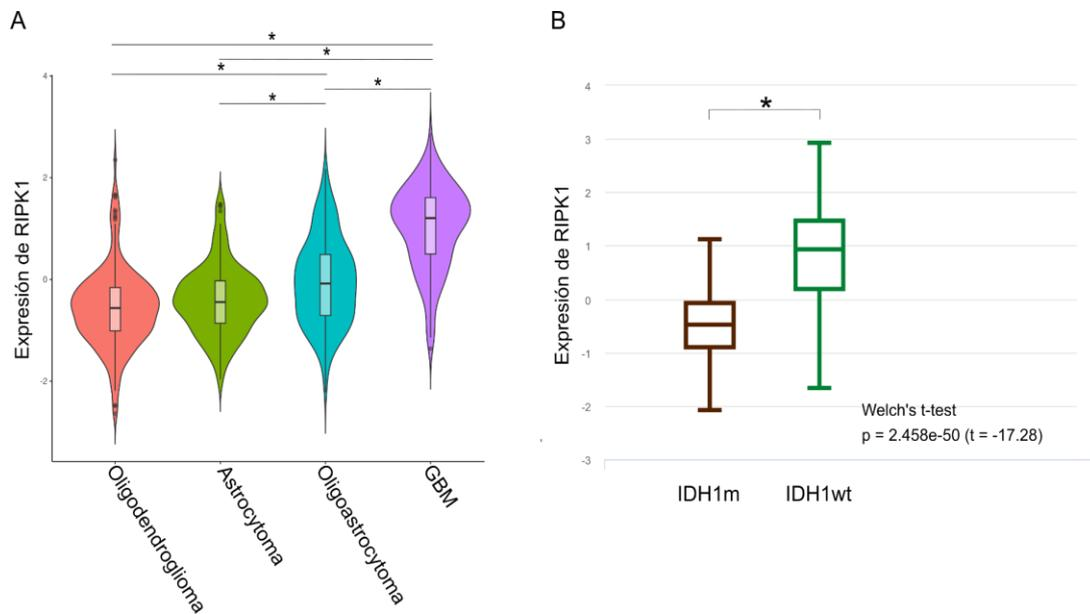 A
*
*
*
*
*
Expresión de RIPK1
4
2
0
-2
Oligodendroglioma
Astrocytoma
Oligoastrocytoma
GBM
B
*
Expresión de RIPK1
4
3
2
1
0
-1
-2
-3
Welch's t-test
p = 2.458e-50 (t = -17.28)
IDH1m
IDH1wt